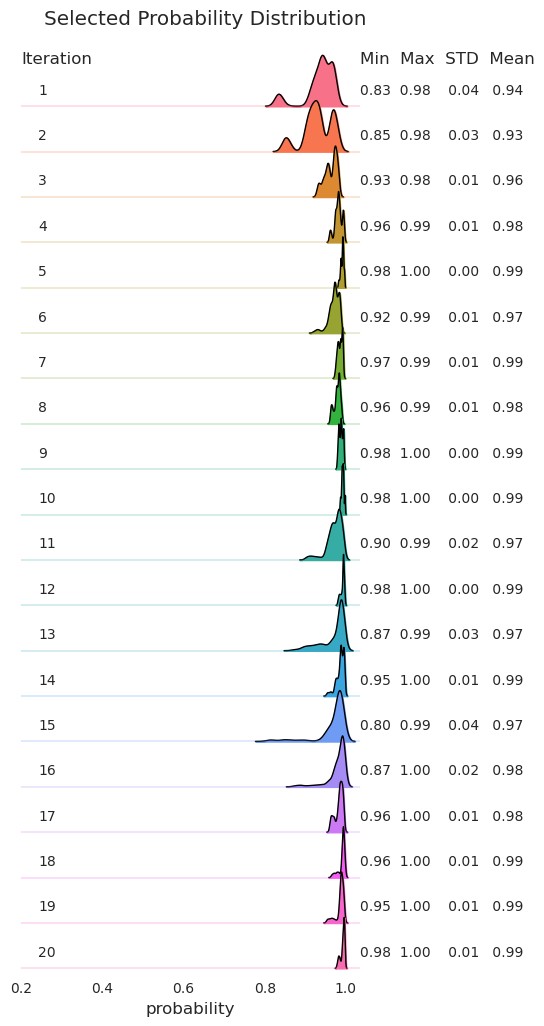 Selected Probability Distribution
Iteration Min Max STD Mean
1 0.83 0.98 0.04 0.94
2 0.85 0.98 0.03 0.93
3 0.93 0.98 0.01 0.96
4 0.96 0.99 0.01 0.98
5 0.98 1.00 0.00 0.99
6 0.92 0.99 0.01 0.97
7 0.97 0.99 0.01 0.99
8 0.96 0.99 0.01 0.98
9 0.98 1.00 0.00 0.99
10 0.98 1.00 0.00 0.99
11 0.90 0.99 0.02 0.97
12 0.98 1.00 0.00 0.99
13 0.87 0.99 0.03 0.97
14 0.95 1.00 0.01 0.99
15 0.80 0.99 0.04 0.97
16 0.87 1.00 0.02 0.98
17 0.96 1.00 0.01 0.98
18 0.96 1.00 0.01 0.99
19 0.95 1.00 0.01 0.99
20 0.98 1.00 0.01 0.99
0.2 0.4 0.6 0.8 1.0
probability